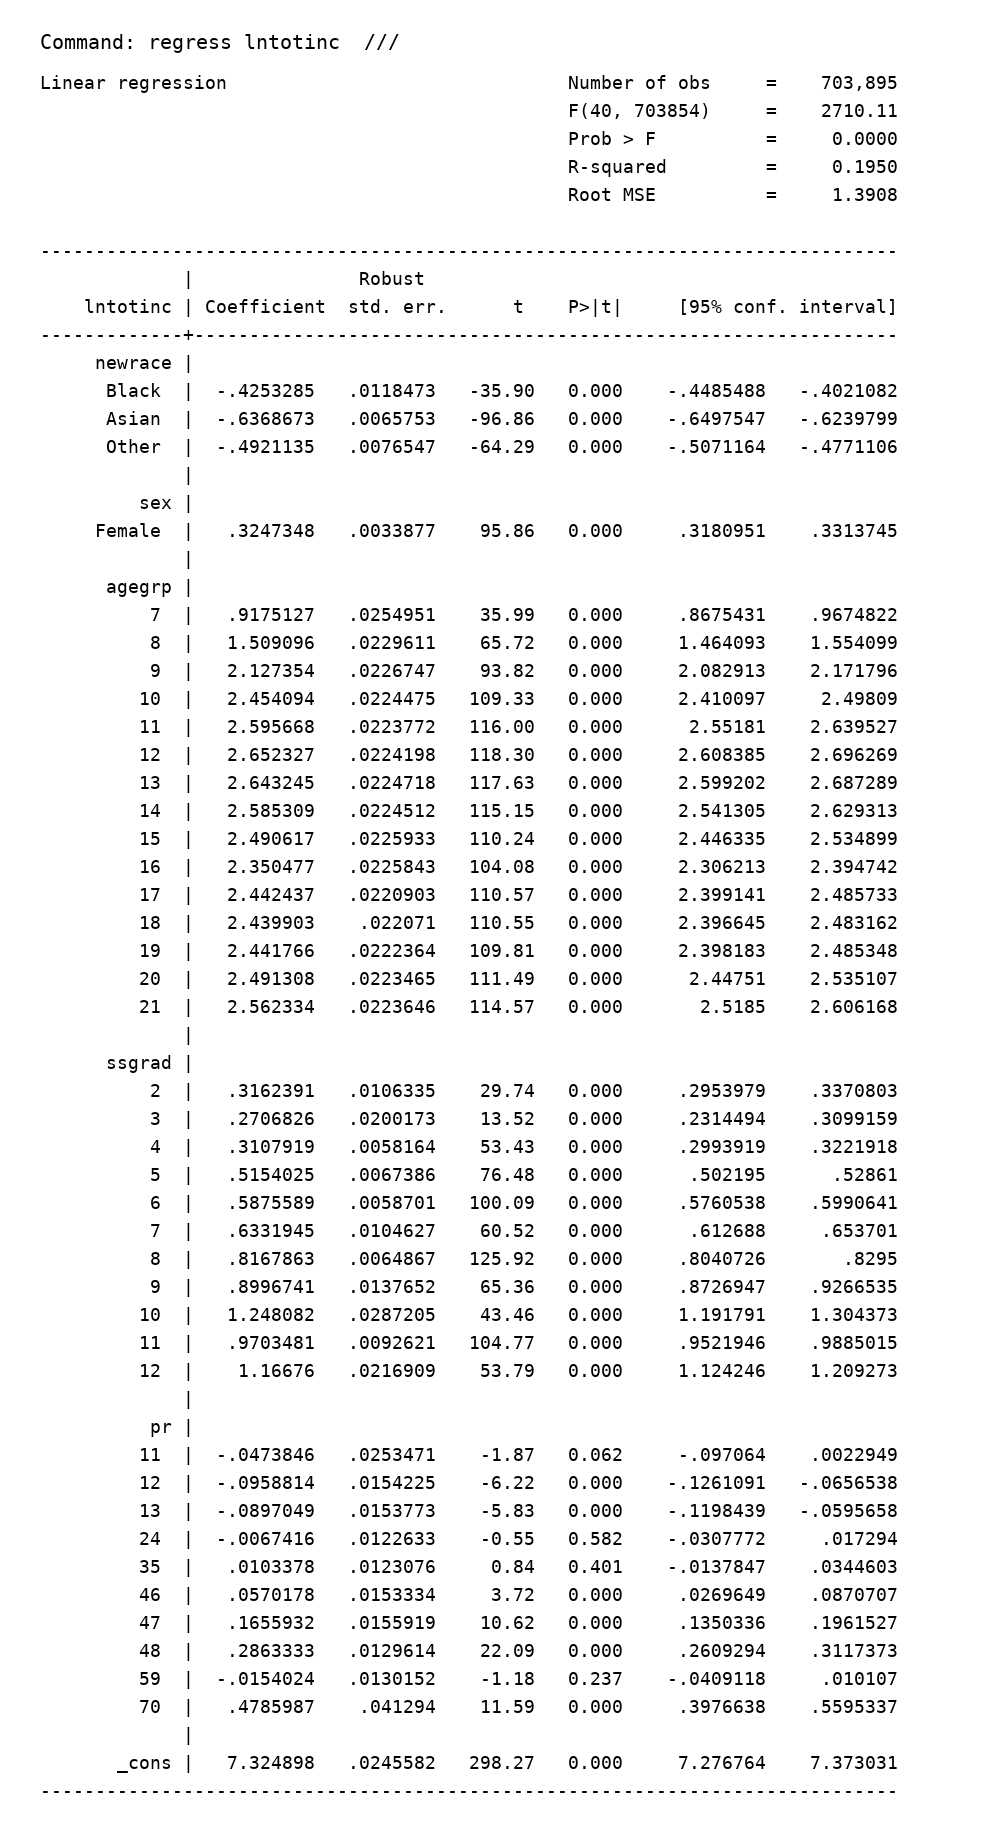 Command: regress lntotinc  ///
Linear regression                               Number of obs     =    703,895
                                                F(40, 703854)     =    2710.11
                                                Prob > F          =     0.0000
                                                R-squared         =     0.1950
                                                Root MSE          =     1.3908
------------------------------------------------------------------------------
             |               Robust
    lntotinc | Coefficient  std. err.      t    P>|t|     [95% conf. interval]
-------------+----------------------------------------------------------------
     newrace |
      Black  |  -.4253285   .0118473   -35.90   0.000    -.4485488   -.4021082
      Asian  |  -.6368673   .0065753   -96.86   0.000    -.6497547   -.6239799
      Other  |  -.4921135   .0076547   -64.29   0.000    -.5071164   -.4771106
             |
         sex |
     Female  |   .3247348   .0033877    95.86   0.000     .3180951    .3313745
             |
      agegrp |
          7  |   .9175127   .0254951    35.99   0.000     .8675431    .9674822
          8  |   1.509096   .0229611    65.72   0.000     1.464093    1.554099
          9  |   2.127354   .0226747    93.82   0.000     2.082913    2.171796
         10  |   2.454094   .0224475   109.33   0.000     2.410097     2.49809
         11  |   2.595668   .0223772   116.00   0.000      2.55181    2.639527
         12  |   2.652327   .0224198   118.30   0.000     2.608385    2.696269
         13  |   2.643245   .0224718   117.63   0.000     2.599202    2.687289
         14  |   2.585309   .0224512   115.15   0.000     2.541305    2.629313
         15  |   2.490617   .0225933   110.24   0.000     2.446335    2.534899
         16  |   2.350477   .0225843   104.08   0.000     2.306213    2.394742
         17  |   2.442437   .0220903   110.57   0.000     2.399141    2.485733
         18  |   2.439903    .022071   110.55   0.000     2.396645    2.483162
         19  |   2.441766   .0222364   109.81   0.000     2.398183    2.485348
         20  |   2.491308   .0223465   111.49   0.000      2.44751    2.535107
         21  |   2.562334   .0223646   114.57   0.000       2.5185    2.606168
             |
      ssgrad |
          2  |   .3162391   .0106335    29.74   0.000     .2953979    .3370803
          3  |   .2706826   .0200173    13.52   0.000     .2314494    .3099159
          4  |   .3107919   .0058164    53.43   0.000     .2993919    .3221918
          5  |   .5154025   .0067386    76.48   0.000      .502195      .52861
          6  |   .5875589   .0058701   100.09   0.000     .5760538    .5990641
          7  |   .6331945   .0104627    60.52   0.000      .612688     .653701
          8  |   .8167863   .0064867   125.92   0.000     .8040726       .8295
          9  |   .8996741   .0137652    65.36   0.000     .8726947    .9266535
         10  |   1.248082   .0287205    43.46   0.000     1.191791    1.304373
         11  |   .9703481   .0092621   104.77   0.000     .9521946    .9885015
         12  |    1.16676   .0216909    53.79   0.000     1.124246    1.209273
             |
          pr |
         11  |  -.0473846   .0253471    -1.87   0.062     -.097064    .0022949
         12  |  -.0958814   .0154225    -6.22   0.000    -.1261091   -.0656538
         13  |  -.0897049   .0153773    -5.83   0.000    -.1198439   -.0595658
         24  |  -.0067416   .0122633    -0.55   0.582    -.0307772     .017294
         35  |   .0103378   .0123076     0.84   0.401    -.0137847    .0344603
         46  |   .0570178   .0153334     3.72   0.000     .0269649    .0870707
         47  |   .1655932   .0155919    10.62   0.000     .1350336    .1961527
         48  |   .2863333   .0129614    22.09   0.000     .2609294    .3117373
         59  |  -.0154024   .0130152    -1.18   0.237    -.0409118     .010107
         70  |   .4785987    .041294    11.59   0.000     .3976638    .5595337
             |
       _cons |   7.324898   .0245582   298.27   0.000     7.276764    7.373031
------------------------------------------------------------------------------